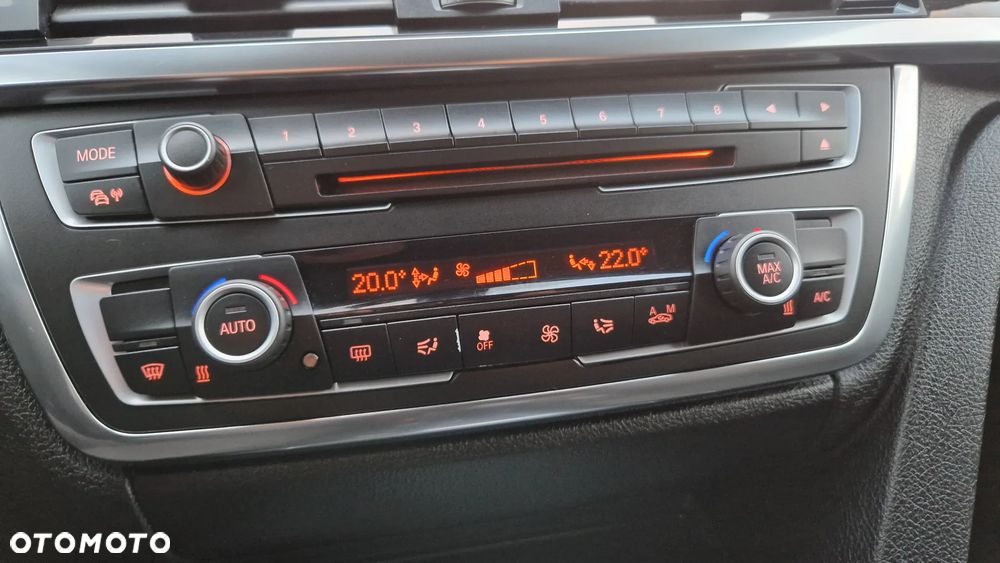 1 2 3 4 5 6 7 8
MODE
20.0° 22.0°
AUTO
MAX
A/C
A/C
OFF
A M
OTOMOTO